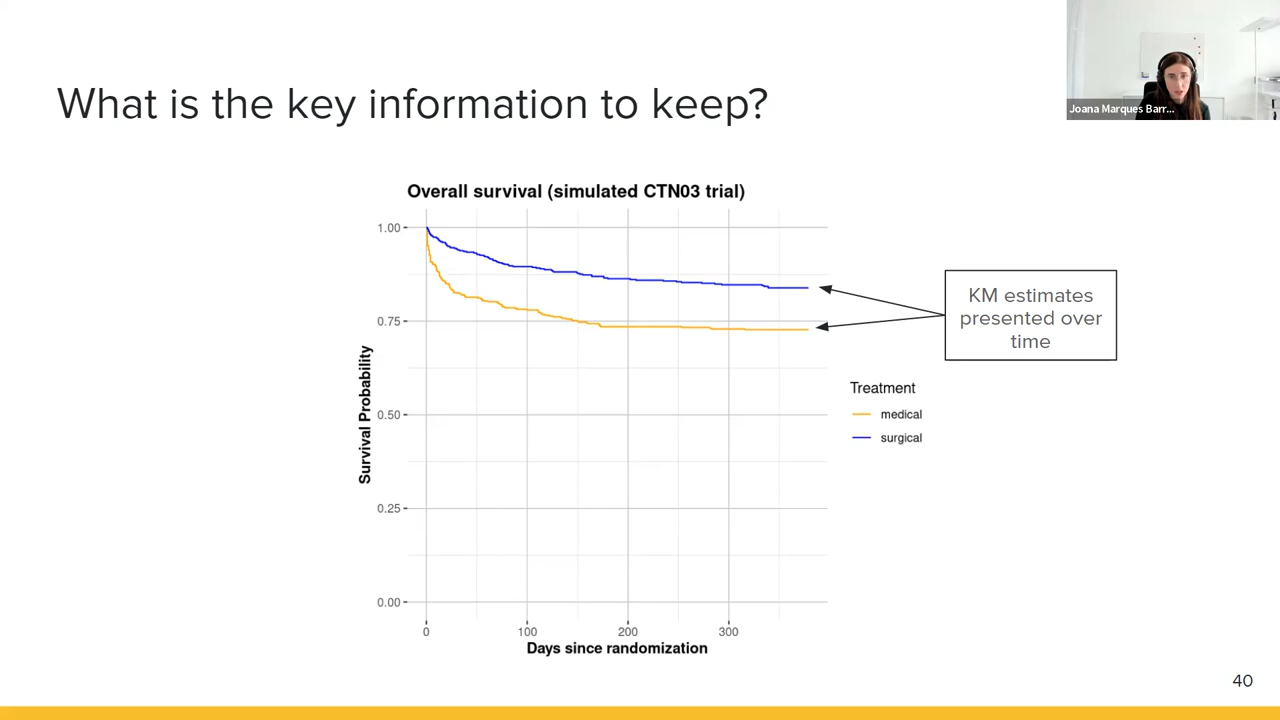 Joana Marques Barr...
What is the key information to keep?
Overall survival (simulated CTN03 trial)
1.00
0.75
0.50
0.25
0.00
Survival Probability
0
100
200
300
Days since randomization
KM estimates
presented over
time
Treatment
medical
surgical
40